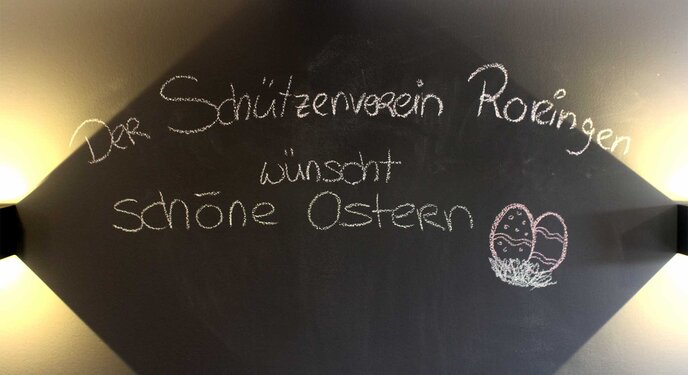 Der Schützenverein Roringen
wünscht
schöne Ostern